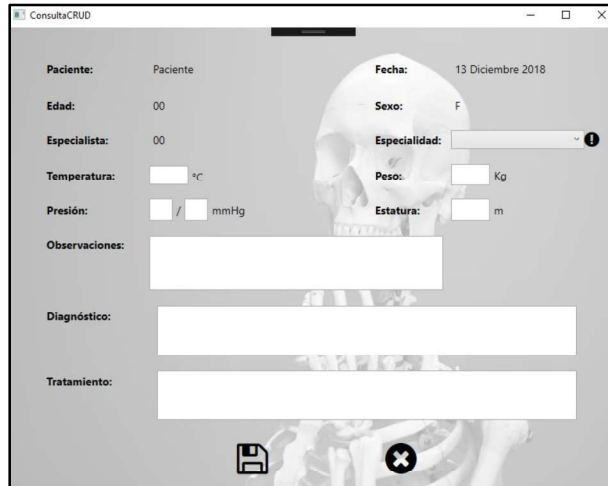 ConsultaCRUD
Paciente: Paciente Fecha: 13 Diciembre 2018
Edad: 00 Sexo: F
Especialista: 00 Especialidad:
Temperatura: °C Peso: Kg
Presión: / mmHg Estatura: m
Observaciones:
Diagnóstico:
Tratamiento: